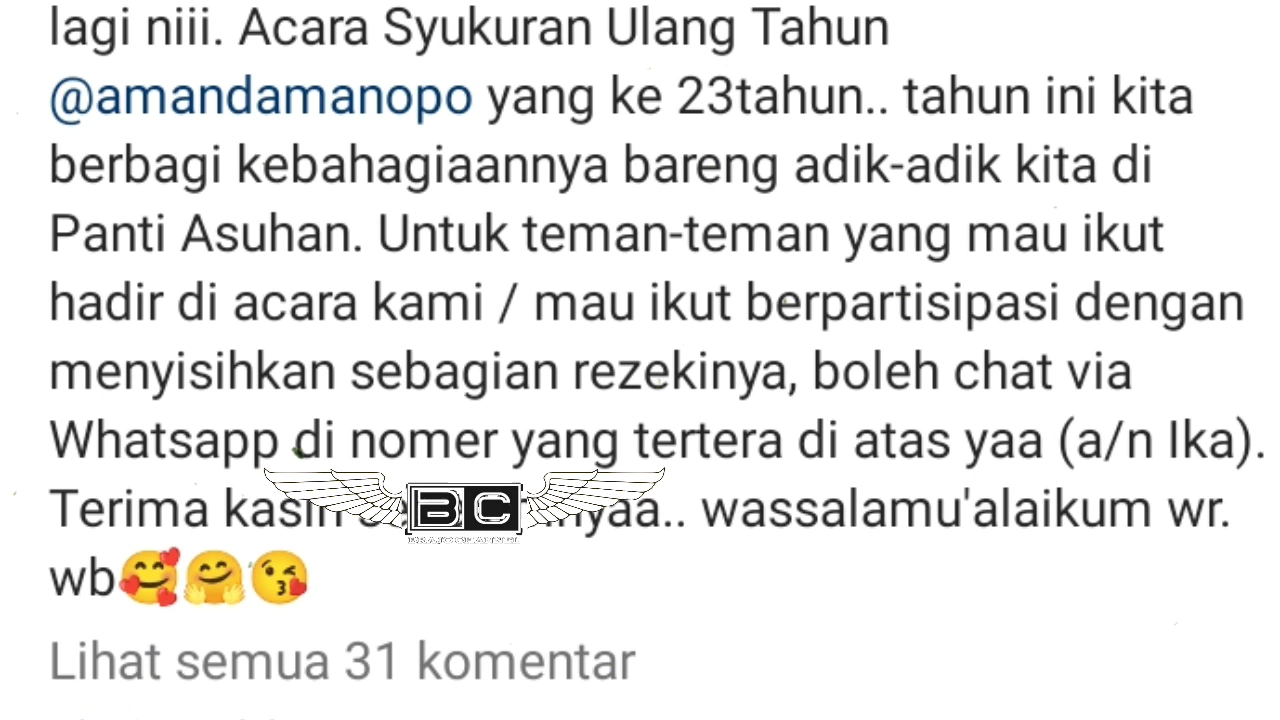 lagi niii. Acara Syukuran Ulang Tahun
@amandamanopo yang ke 23tahun.. tahun ini kita
berbagi kebahagiaannya bareng adik-adik kita di
Panti Asuhan. Untuk teman-teman yang mau ikut
hadir di acara kami / mau ikut berpartisipasi dengan
menyisihkan sebagian rezekinya, boleh chat via
Whatsapp di nomer yang tertera di atas yaa (a/n Ika).
Terima kasih wassalamu'alaikum wr.
BC
wb🥰🤗😘
Lihat semua 31 komentar